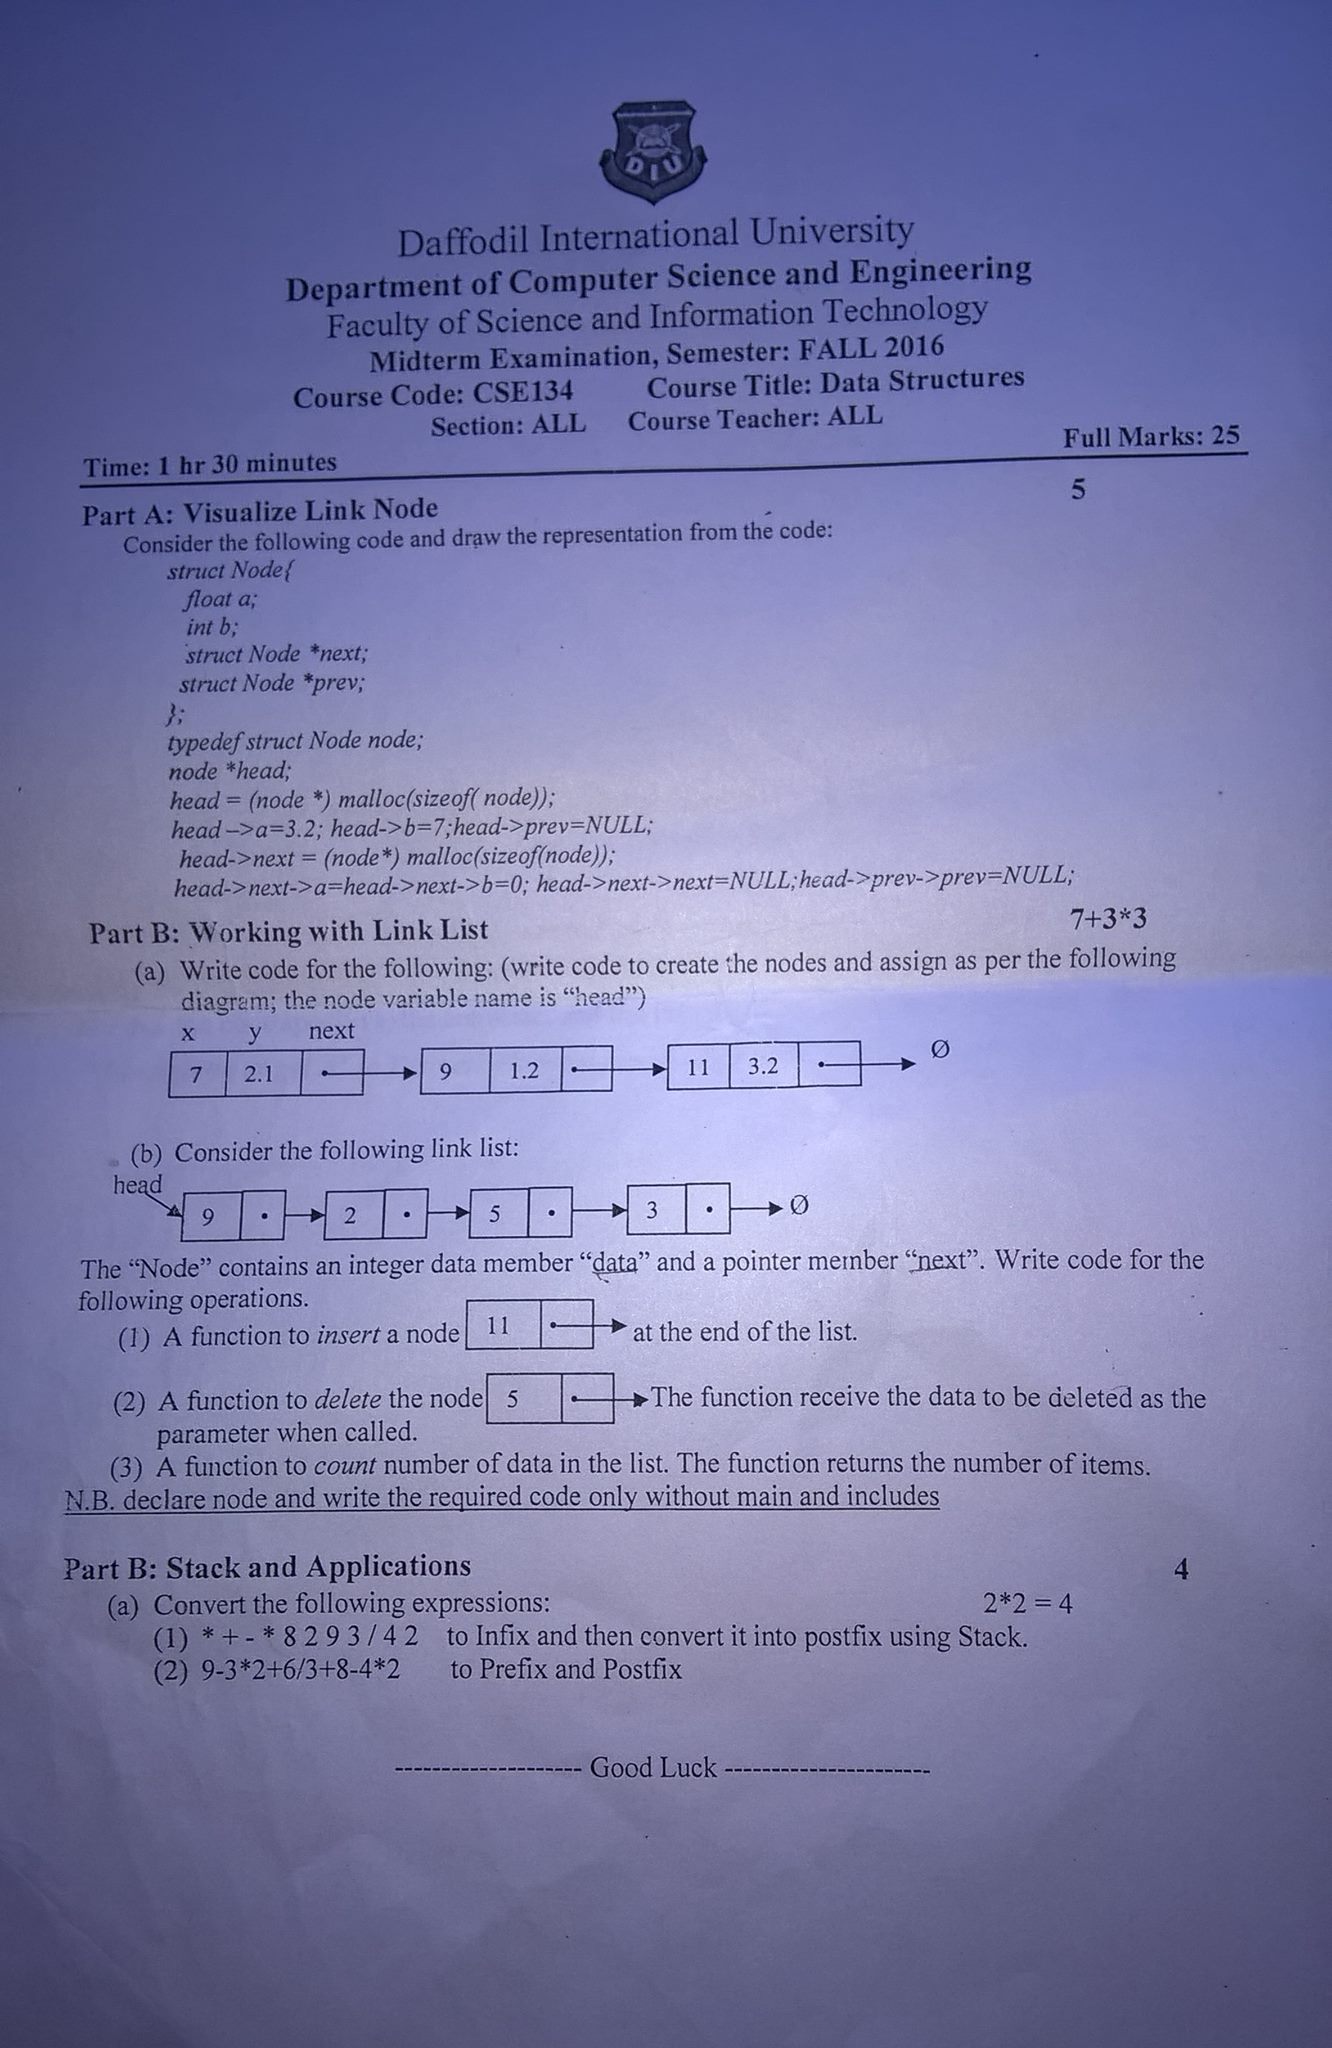 DIU
Daffodil International University
Department of Computer Science and Engineering
Faculty of Science and Information Technology
Midterm Examination, Semester: FALL 2016
Course Code: CSE134 Course Title: Data Structures
Section: ALL Course Teacher: ALL
Time: 1 hr 30 minutes Full Marks: 25
Part A: Visualize Link Node 5
Consider the following code and draw the representation from the code:
struct Node{
float a;
int b;
struct Node *next;
struct Node *prev;
};
typedef struct Node node;
node *head;
head = (node *) malloc(sizeof( node));
head –>a=3.2; head->b=7;head->prev=NULL;
head->next = (node*) malloc(sizeof(node));
head->next->a=head->next->b=0; head->next->next=NULL;head->prev->prev=NULL;
Part B: Working with Link List 7+3*3
(a) Write code for the following: (write code to create the nodes and assign as per the following
diagram; the node variable name is “head”)
x y next
7 2.1 9 1.2 11 3.2 Ø
(b) Consider the following link list:
head
9 2 5 3 Ø
The “Node” contains an integer data member “data” and a pointer member “next”. Write code for the
following operations.
(1) A function to insert a node 11 at the end of the list.
(2) A function to delete the node 5 The function receive the data to be deleted as the
parameter when called.
(3) A function to count number of data in the list. The function returns the number of items.
N.B. declare node and write the required code only without main and includes
Part B: Stack and Applications 4
(a) Convert the following expressions: 2*2 = 4
(1) * + - * 8 2 9 3 / 4 2 to Infix and then convert it into postfix using Stack.
(2) 9-3*2+6/3+8-4*2 to Prefix and Postfix
-------------------- Good Luck ----------------------